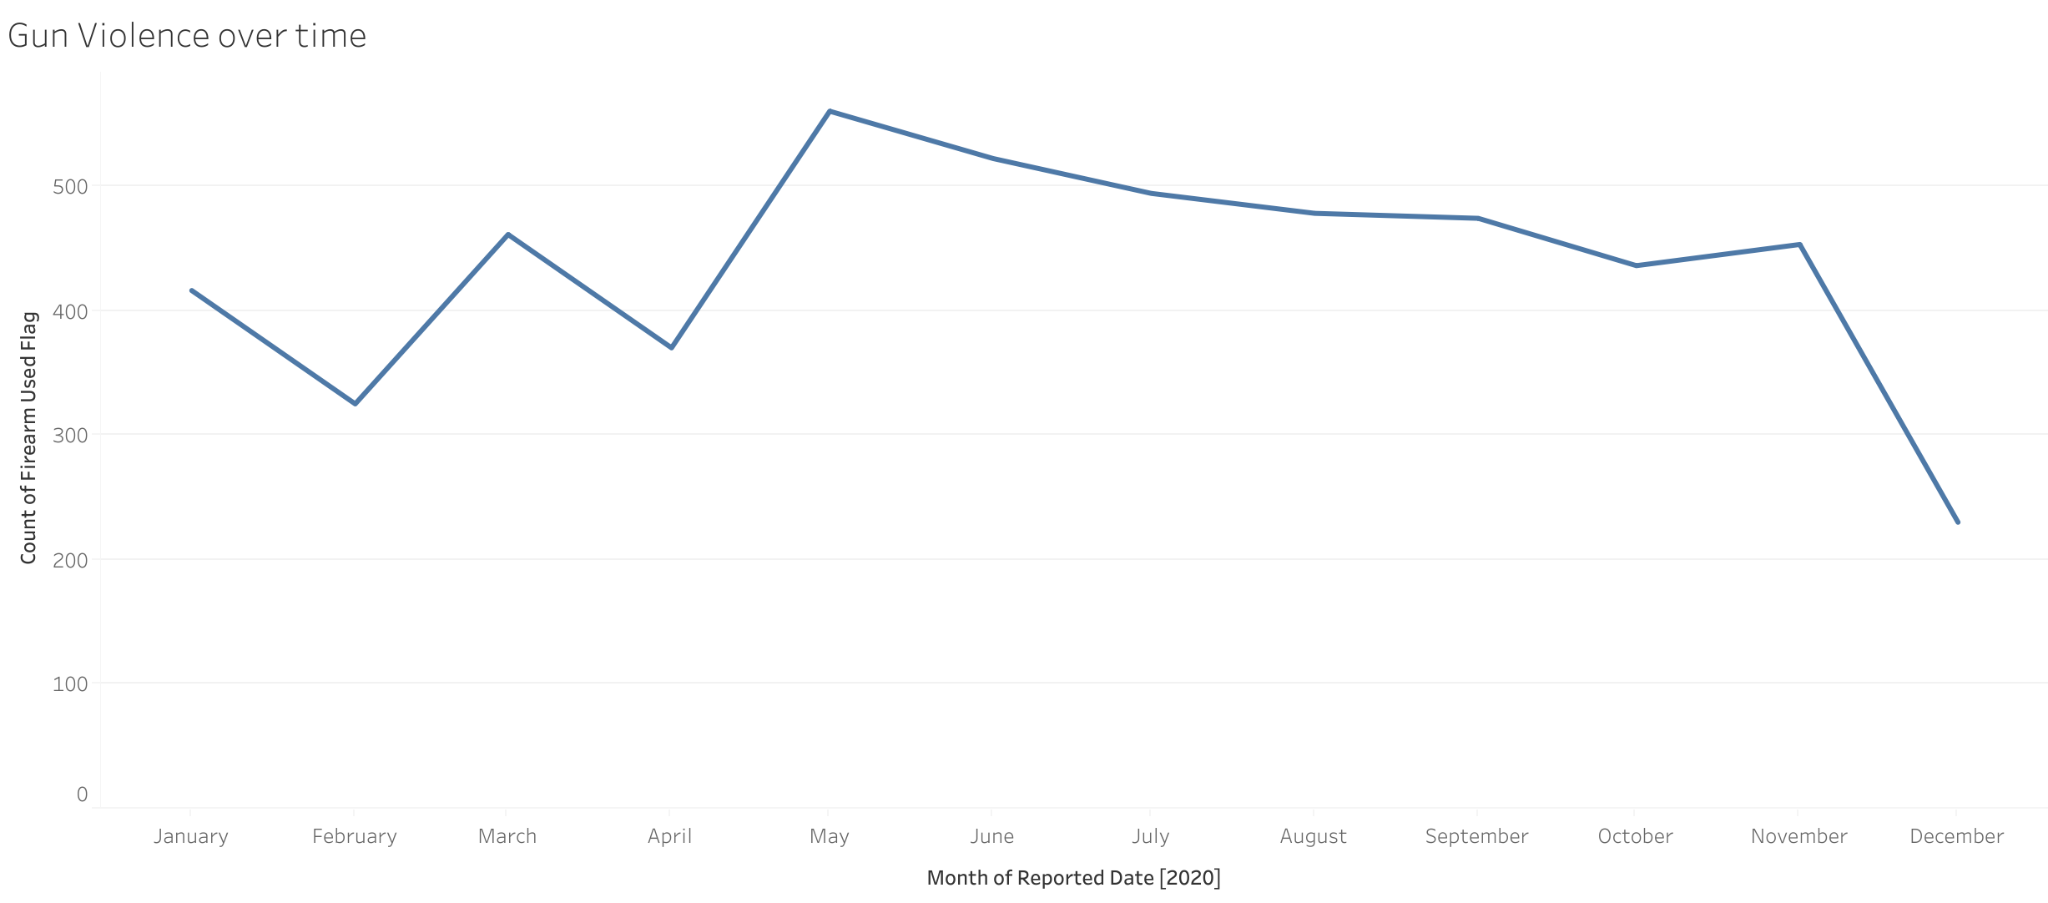 Gun Violence over time
Count of Firearm Used Flag
500
400
300
200
100
0
January February March April May June July August September October November December
Month of Reported Date [2020]